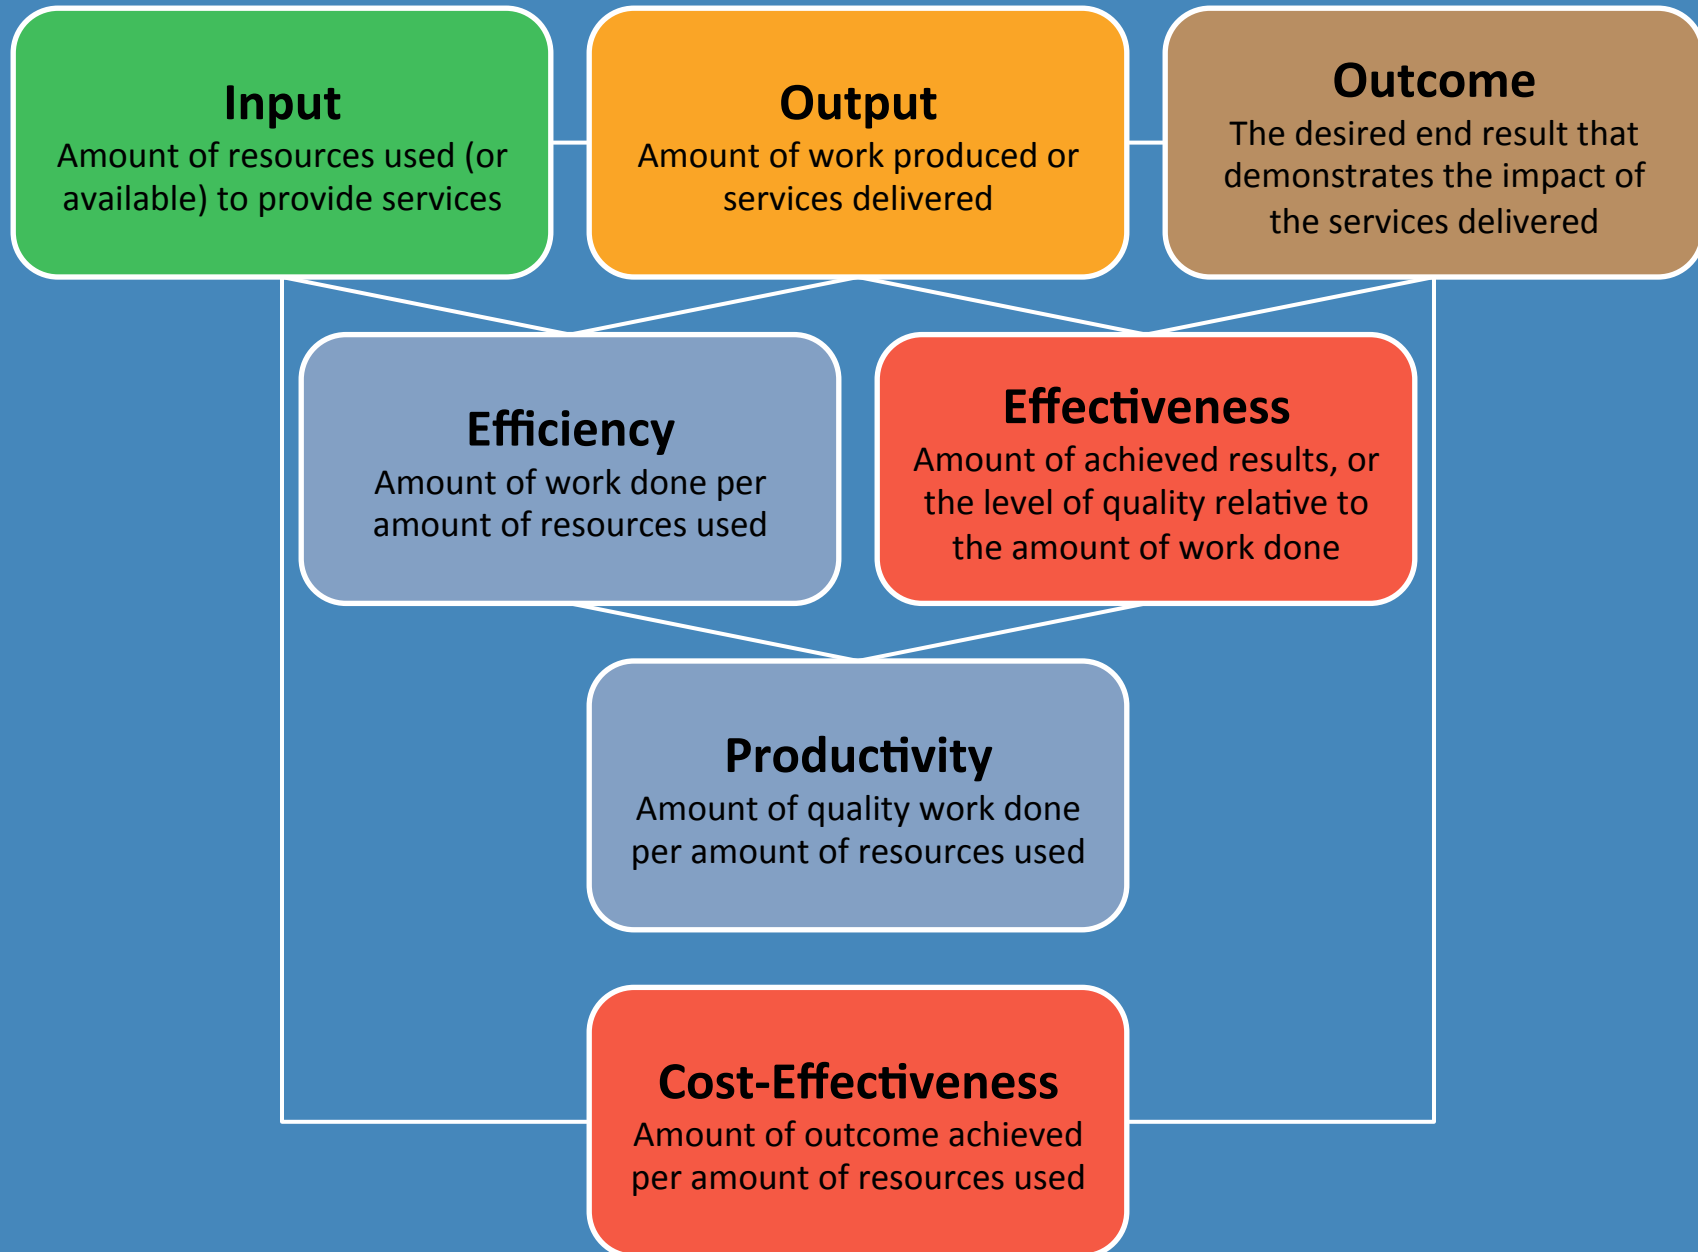 Input
Amount of resources used (or
available) to provide services
Output
Amount of work produced or
services delivered
Outcome
The desired end result that
demonstrates the impact of
the services delivered
Efficiency
Amount of work done per
amount of resources used
Effectiveness
Amount of achieved results, or
the level of quality relative to
the amount of work done
Productivity
Amount of quality work done
per amount of resources used
Cost-Effectiveness
Amount of outcome achieved
per amount of resources used